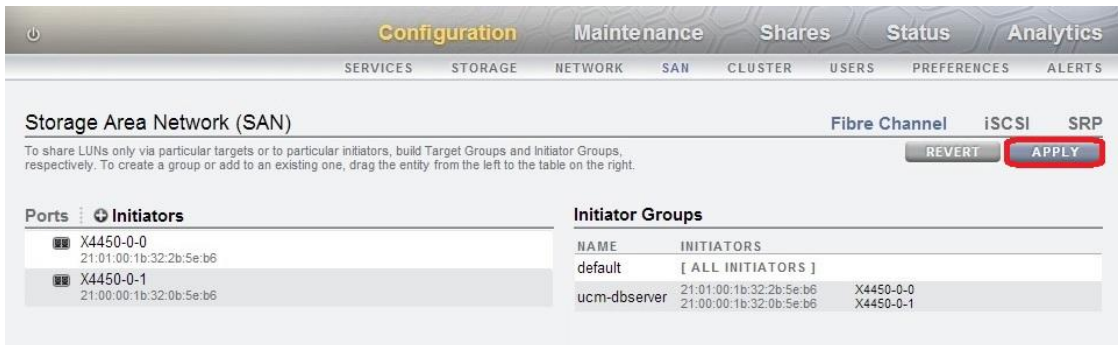 Configuration Maintenance Shares Status Analytics
SERVICES STORAGE NETWORK SAN CLUSTER USERS PREFERENCES ALERTS
Storage Area Network (SAN)
Fibre Channel iSCSI SRP
To share LUNs only via particular targets or to particular initiators, build Target Groups and Initiator Groups,
respectively. To create a group or add to an existing one, drag the entity from the left to the table on the right.
REVERT APPLY
Ports Initiators
X4450-0-0
21:01:00:1b:32:2b:5e:b6
X4450-0-1
21:00:00:1b:32:0b:5e:b6
Initiator Groups
NAME INITIATORS
default [ ALL INITIATORS ]
ucm-dbserver 21:01:00:1b:32:2b:5e:b6 X4450-0-0
21:00:00:1b:32:0b:5e:b6 X4450-0-1